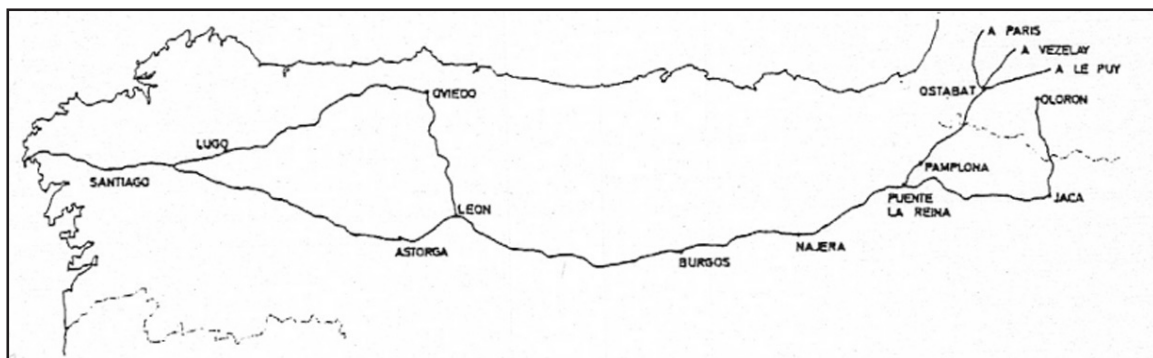 A PARIS
A VEZELAY
A LE PUY
OSTABAT
OLORON
OVIEDO
LUGO
PAMPLONA
SANTIAGO
PUENTE
LA REINA
JACA
LEON
ASTORGA
NAJERA
BURGOS